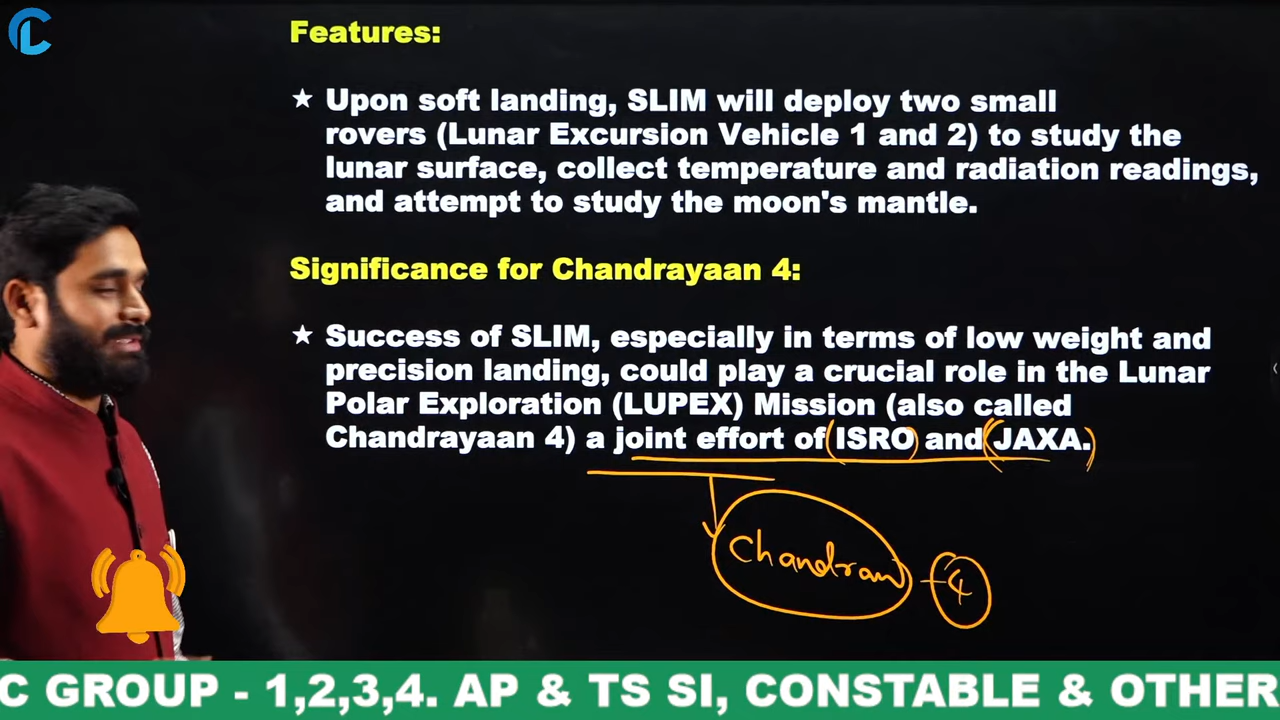 Features:
★ Upon soft landing, SLIM will deploy two small
rovers (Lunar Excursion Vehicle 1 and 2) to study the
lunar surface, collect temperature and radiation readings,
and attempt to study the moon's mantle.
Significance for Chandrayaan 4:
★ Success of SLIM, especially in terms of low weight and
precision landing, could play a crucial role in the Lunar
Polar Exploration (LUPEX) Mission (also called
Chandrayaan 4) a joint effort of (ISRO) and (JAXA.)
C GROUP - 1,2,3,4. AP & TS SI, CONSTABLE & OTHER